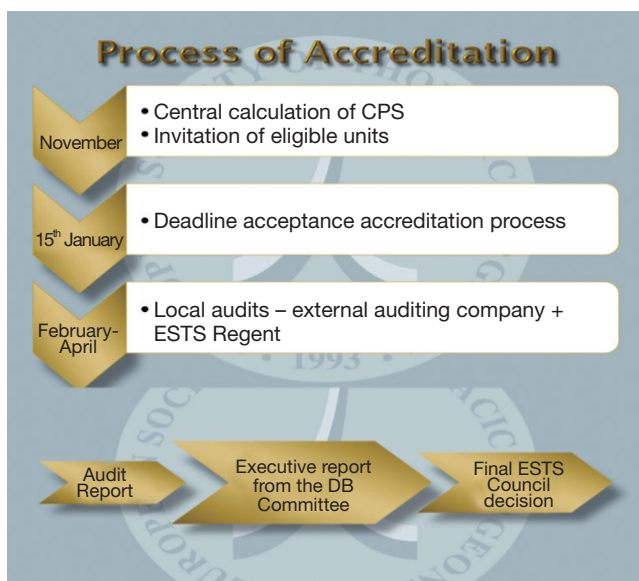 Process of Accreditation
November
• Central calculation of CPS
• Invitation of eligible units
15th January
• Deadline acceptance accreditation process
February-
April
• Local audits – external auditing company +
ESTS Regent
• 1993 •
Audit
Report
Executive report
from the DB
Committee
Final ESTS
Council
decision